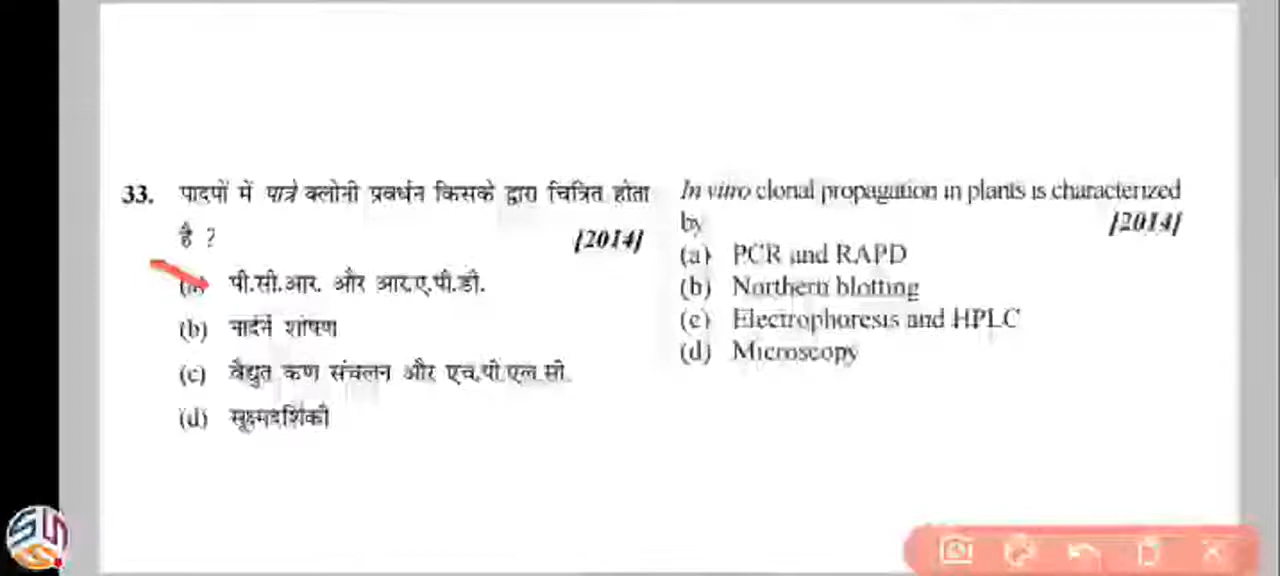 33. पादपों में पात्रे क्लोनी प्रवर्धन किसके द्वारा चित्रित होता
है ? [2014]
(a) पी.सी.आर. और आर.ए.पी.डी.
(b) नार्दर्न शोषण
(c) वैद्युत कण संचलन और एच.पी.एल.सी.
(d) सूक्ष्मदर्शिकी
In vitro clonal propagation in plants is characterized
by [2014]
(a) PCR and RAPD
(b) Northern blotting
(c) Electrophoresis and HPLC
(d) Microscopy